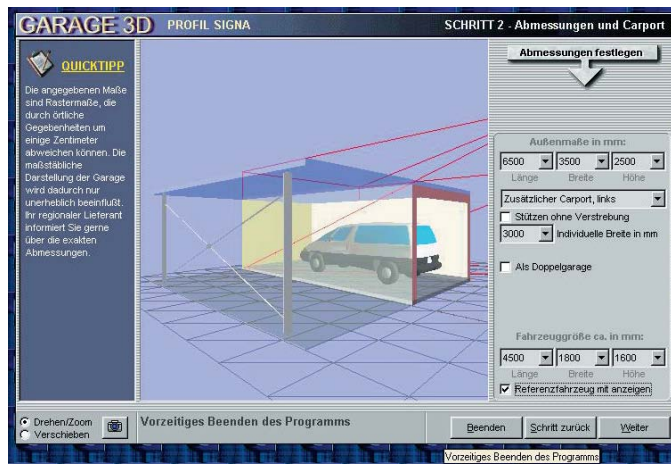 GARAGE 3D PROFIL SIGNA SCHRITT 2 - Abmessungen und Carport
QUICKTIPP
Die angegebenen Maße
sind Rastermaße, die
durch örtliche
Gegebenheiten um
einige Zentimeter
abweichen können. Die
maßstäbliche
Darstellung der Garage
wird dadurch nur
unerheblich beeinflußt.
Ihr regionaler Lieferant
informiert Sie gerne
über die exakten
Abmessungen.
Abmessungen festlegen
Außenmaße in mm:
6500 3500 2500
Länge Breite Höhe
Zusätzlicher Carport, links
Stützen ohne Verstrebung
3000 Individuelle Breite in mm
Als Doppelgarage
Fahrzeuggröße ca. in mm:
4500 1800 1600
Länge Breite Höhe
Referenzfahrzeug mit anzeigen
Drehen/Zoom
Verschieben
Vorzeitiges Beenden des Programms
Beenden Schritt zurück Weiter
Vorzeitiges Beenden des Programms